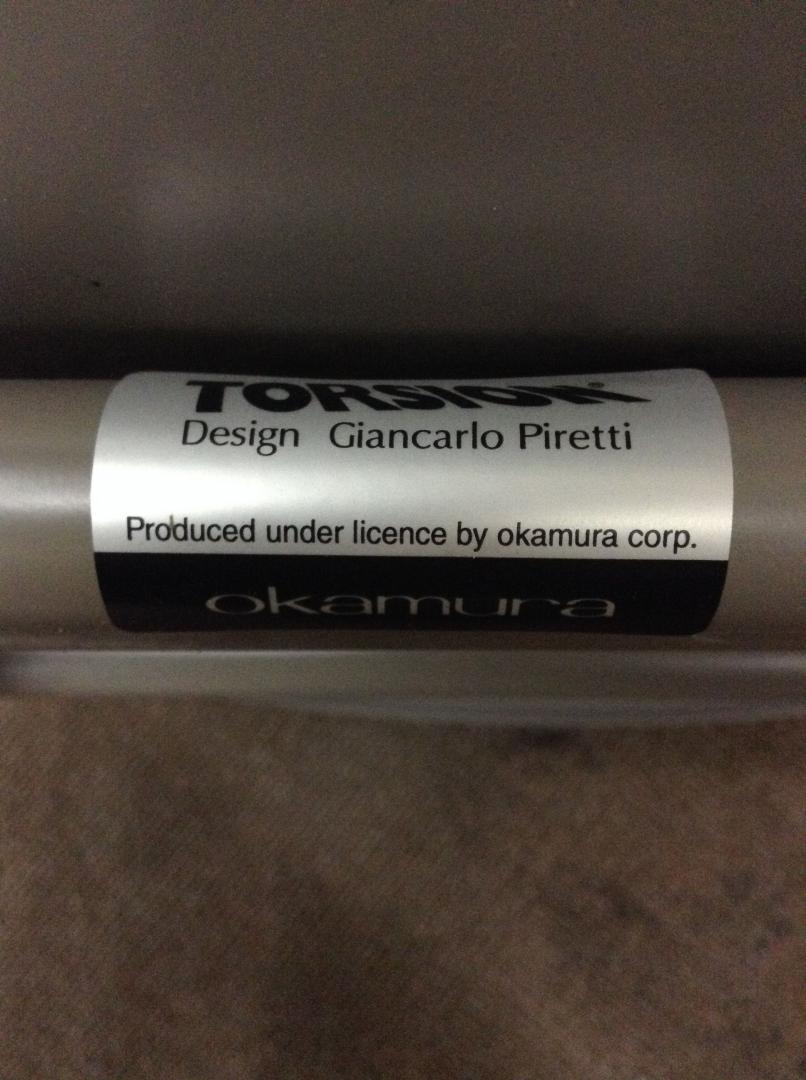 TORSION®
Design Giancarlo Piretti
Produced under licence by okamura corp.
okamura